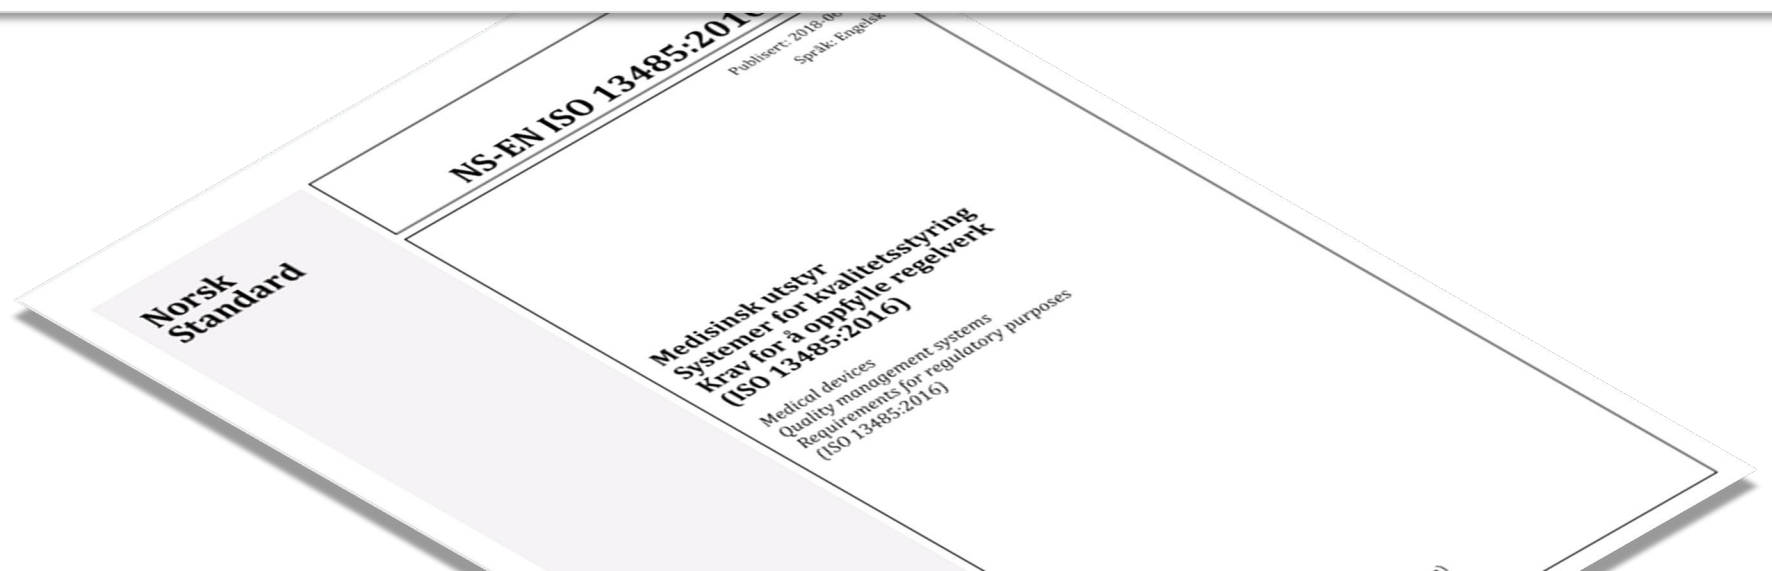 NS-EN ISO 13485:201
Publisert: 2018-06
Språk: Engelsk
Norsk
Standard
Medisinsk utstyr
Systemer for kvalitetsstyring
Krav for å oppfylle regelverk
(ISO 13485:2016)
Medical devices
Quality management systems
Requirements for regulatory purposes
(ISO 13485:2016)